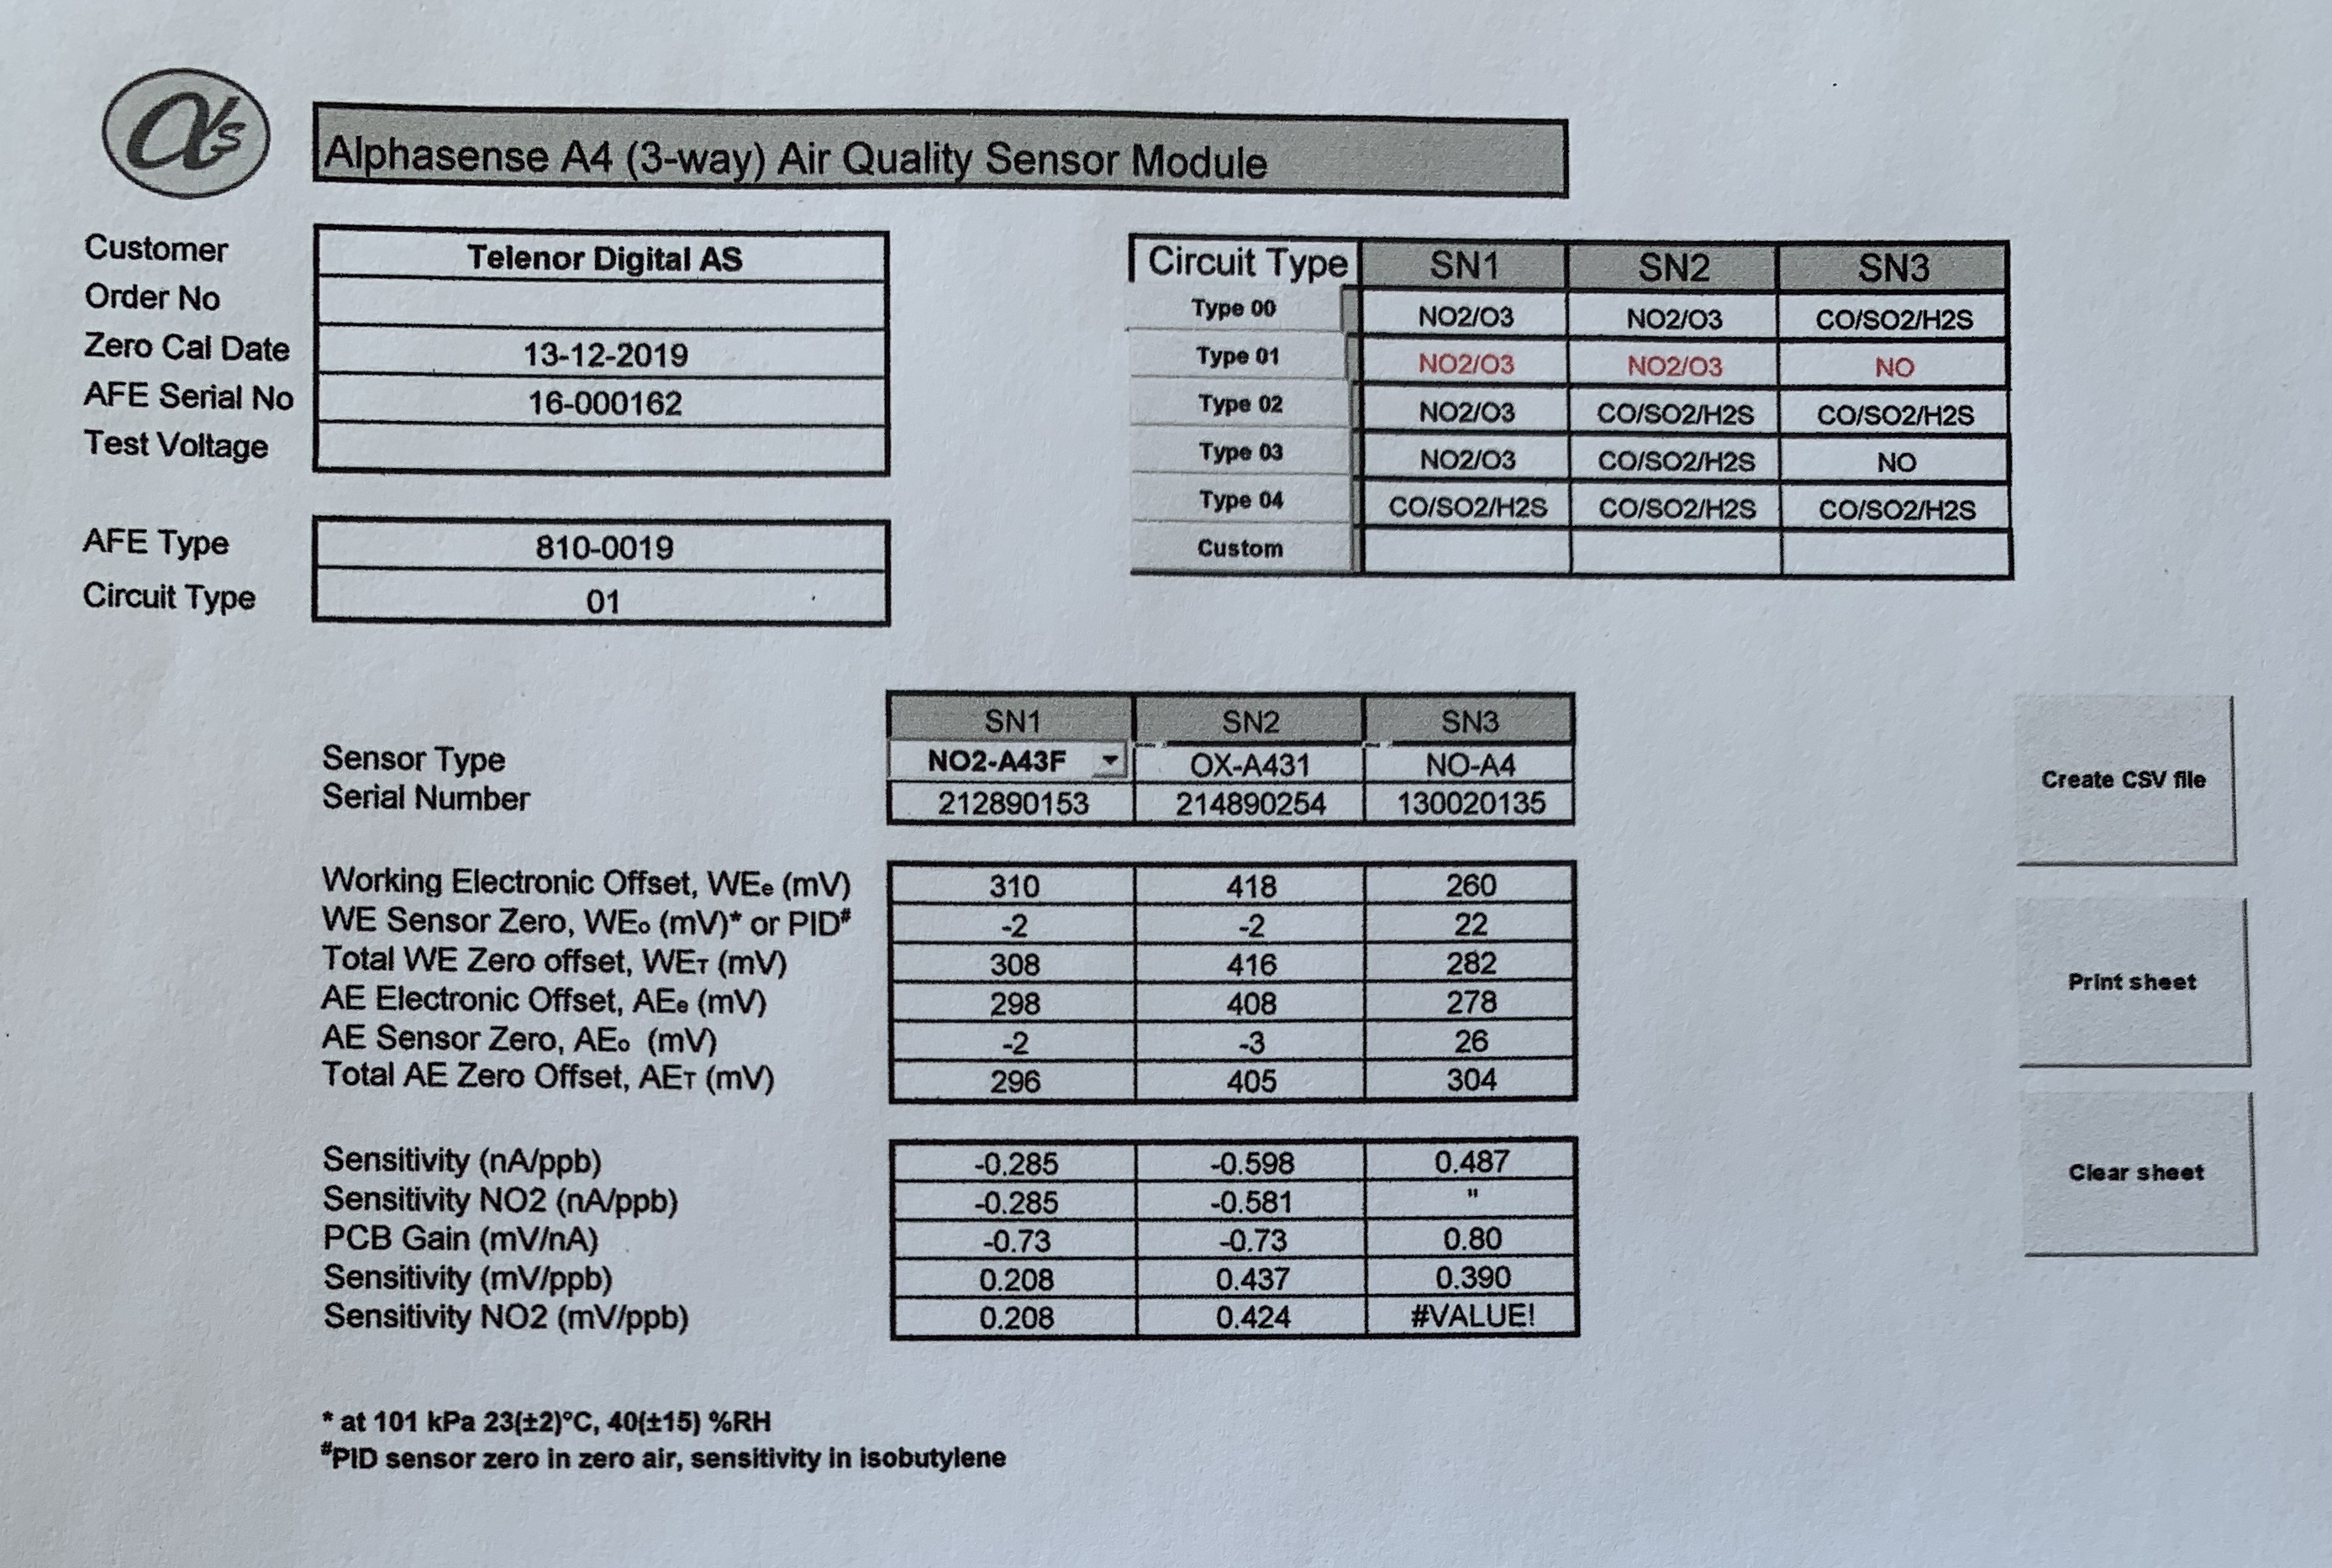 αs
Alphasense A4 (3-way) Air Quality Sensor Module
Customer Telenor Digital AS
Order No
Zero Cal Date 13-12-2019
AFE Serial No 16-000162
Test Voltage
AFE Type 810-0019
Circuit Type 01
Circuit Type SN1 SN2 SN3
Type 00 NO2/O3 NO2/O3 CO/SO2/H2S
Type 01 NO2/O3 NO2/O3 NO
Type 02 NO2/O3 CO/SO2/H2S CO/SO2/H2S
Type 03 NO2/O3 CO/SO2/H2S NO
Type 04 CO/SO2/H2S CO/SO2/H2S CO/SO2/H2S
Custom
SN1 SN2 SN3
Sensor Type NO2-A43F OX-A431 NO-A4
Serial Number 212890153 214890254 130020135
Working Electronic Offset, WEe (mV) 310 418 260
WE Sensor Zero, WEo (mV)* or PID# -2 -2 22
Total WE Zero offset, WET (mV) 308 416 282
AE Electronic Offset, AEe (mV) 298 408 278
AE Sensor Zero, AEo (mV) -2 -3 26
Total AE Zero Offset, AET (mV) 296 405 304
Sensitivity (nA/ppb) -0.285 -0.598 0.487
Sensitivity NO2 (nA/ppb) -0.285 -0.581 "
PCB Gain (mV/nA) -0.73 -0.73 0.80
Sensitivity (mV/ppb) 0.208 0.437 0.390
Sensitivity NO2 (mV/ppb) 0.208 0.424 #VALUE!
Create CSV file
Print sheet
Clear sheet
* at 101 kPa 23(±2)°C, 40(±15) %RH
#PID sensor zero in zero air, sensitivity in isobutylene